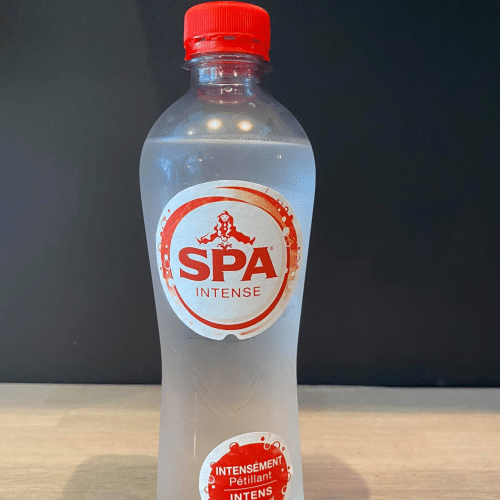 SPA
INTENSE
INTENSÉMENT
Pétillant
INTENS